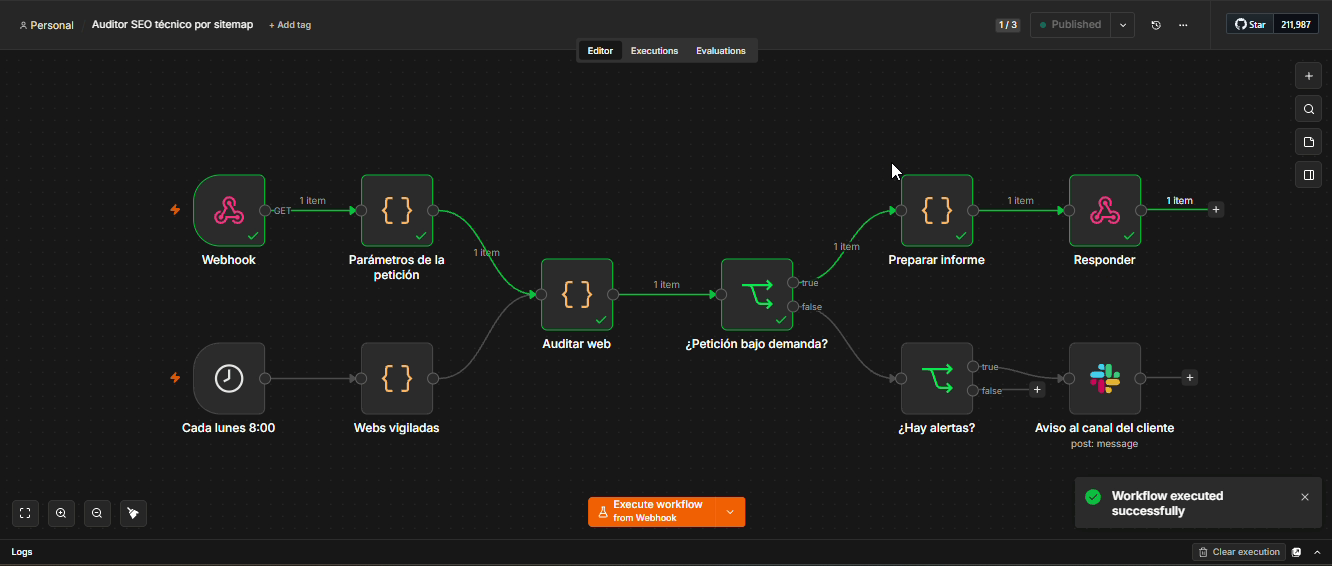 Personal
Auditor SEO técnico por sitemap
+ Add tag
1 / 3
Published
Star
211,987
Editor
Executions
Evaluations
GET
1 item
1 item
1 item
true
false
1 item
1 item
1 item
Webhook
Parámetros de la
petición
Auditar web
¿Petición bajo demanda?
Preparar informe
Responder
true
false
Cada lunes 8:00
Webs vigiladas
¿Hay alertas?
Aviso al canal del cliente
post: message
Execute workflow
from Webhook
Workflow executed
successfully
Logs
Clear execution